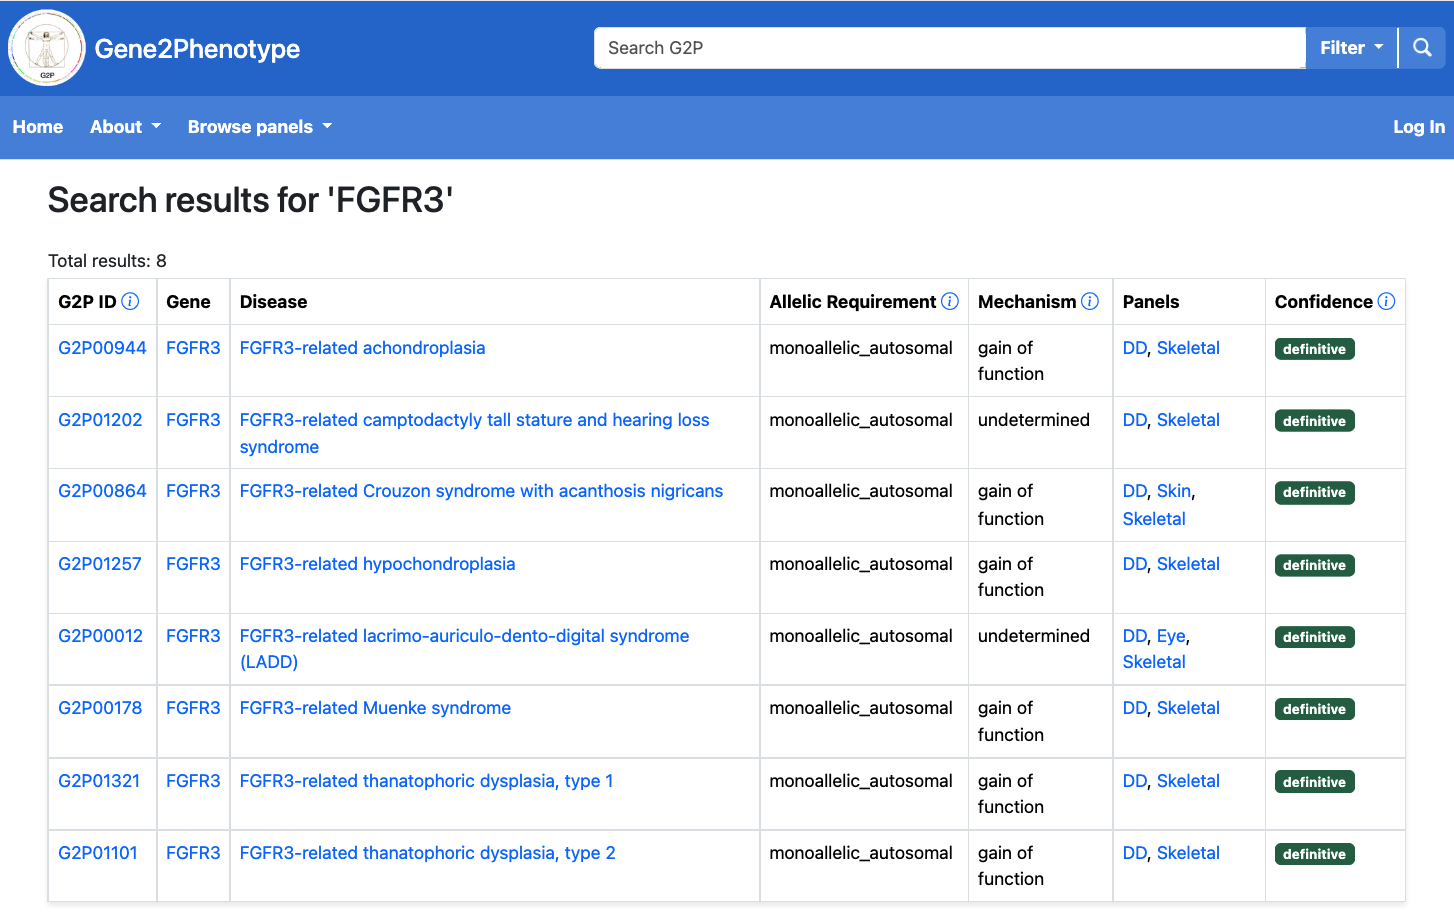 G2P
Gene2Phenotype
Search G2P
Filter
Home About Browse panels Log In
Search results for 'FGFR3'
Total results: 8
G2P ID Gene Disease Allelic Requirement Mechanism Panels Confidence
G2P00944 FGFR3 FGFR3-related achondroplasia monoallelic_autosomal gain of DD, Skeletal definitive
function
G2P01202 FGFR3 FGFR3-related camptodactyly tall stature and hearing loss monoallelic_autosomal undetermined DD, Skeletal definitive
syndrome
G2P00864 FGFR3 FGFR3-related Crouzon syndrome with acanthosis nigricans monoallelic_autosomal gain of DD, Skin, definitive
function Skeletal
G2P01257 FGFR3 FGFR3-related hypochondroplasia monoallelic_autosomal gain of DD, Skeletal definitive
function
G2P00012 FGFR3 FGFR3-related lacrimo-auriculo-dento-digital syndrome monoallelic_autosomal undetermined DD, Eye, definitive
(LADD) Skeletal
G2P00178 FGFR3 FGFR3-related Muenke syndrome monoallelic_autosomal gain of DD, Skeletal definitive
function
G2P01321 FGFR3 FGFR3-related thanatophoric dysplasia, type 1 monoallelic_autosomal gain of DD, Skeletal definitive
function
G2P01101 FGFR3 FGFR3-related thanatophoric dysplasia, type 2 monoallelic_autosomal gain of DD, Skeletal definitive
function